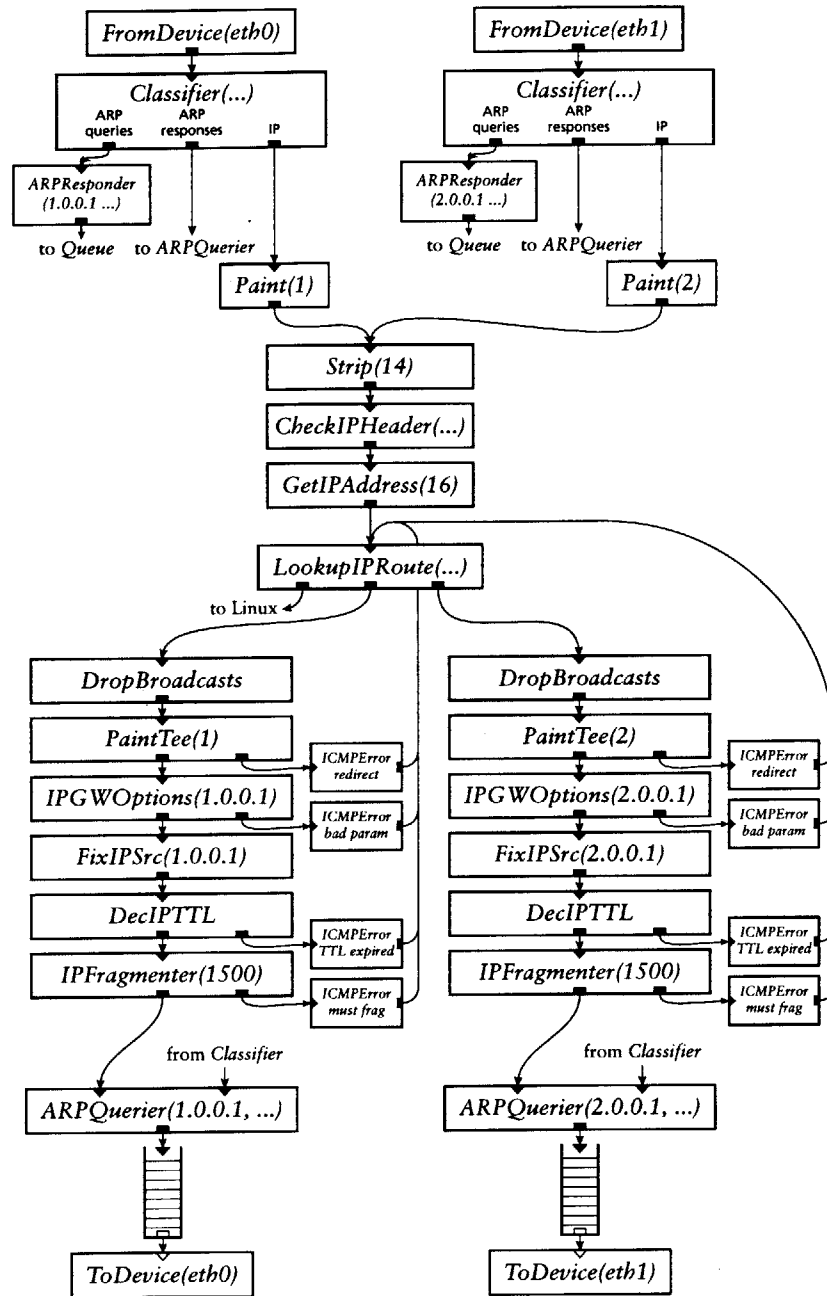 FromDevice(eth0)
FromDevice(eth1)
Classifier(...)
ARP queries
ARP responses
IP
Classifier(...)
ARP queries
ARP responses
IP
ARPResponder
(1.0.0.1 ...)
ARPResponder
(2.0.0.1 ...)
to Queue
to ARPQuerier
to Queue
to ARPQuerier
Paint(1)
Paint(2)
Strip(14)
CheckIPHeader(...)
GetIPAddress(16)
LookupIPRoute(...)
to Linux
DropBroadcasts
PaintTee(1)
ICMPError
redirect
IPGWOptions(1.0.0.1)
ICMPError
bad param
FixIPSrc(1.0.0.1)
DecIPTTL
ICMPError
TTL expired
IPFragmenter(1500)
ICMPError
must frag
from Classifier
ARPQuerier(1.0.0.1, ...)
ToDevice(eth0)
DropBroadcasts
PaintTee(2)
ICMPError
redirect
IPGWOptions(2.0.0.1)
ICMPError
bad param
FixIPSrc(2.0.0.1)
DecIPTTL
ICMPError
TTL expired
IPFragmenter(1500)
ICMPError
must frag
from Classifier
ARPQuerier(2.0.0.1, ...)
ToDevice(eth1)